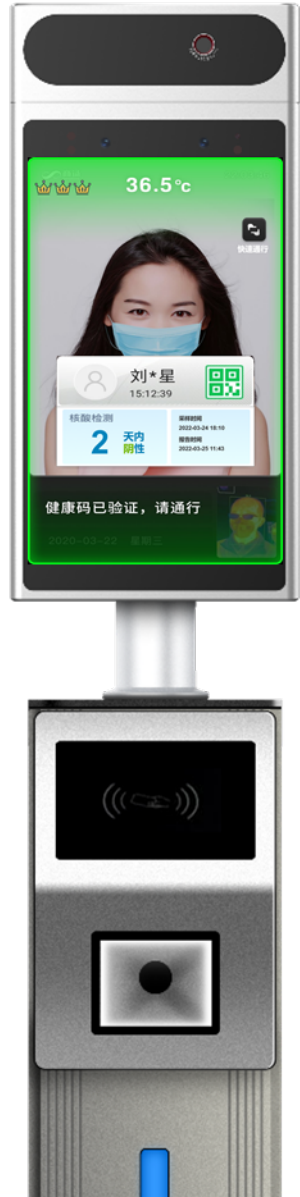 36.5°c
快速通行
刘*星
15:12:39
核酸检测
2 天内
阴性
采样时间
2022-03-24 18:10
报告时间
2022-03-25 11:43
健康码已验证，请通行
2020-03-22 星期三